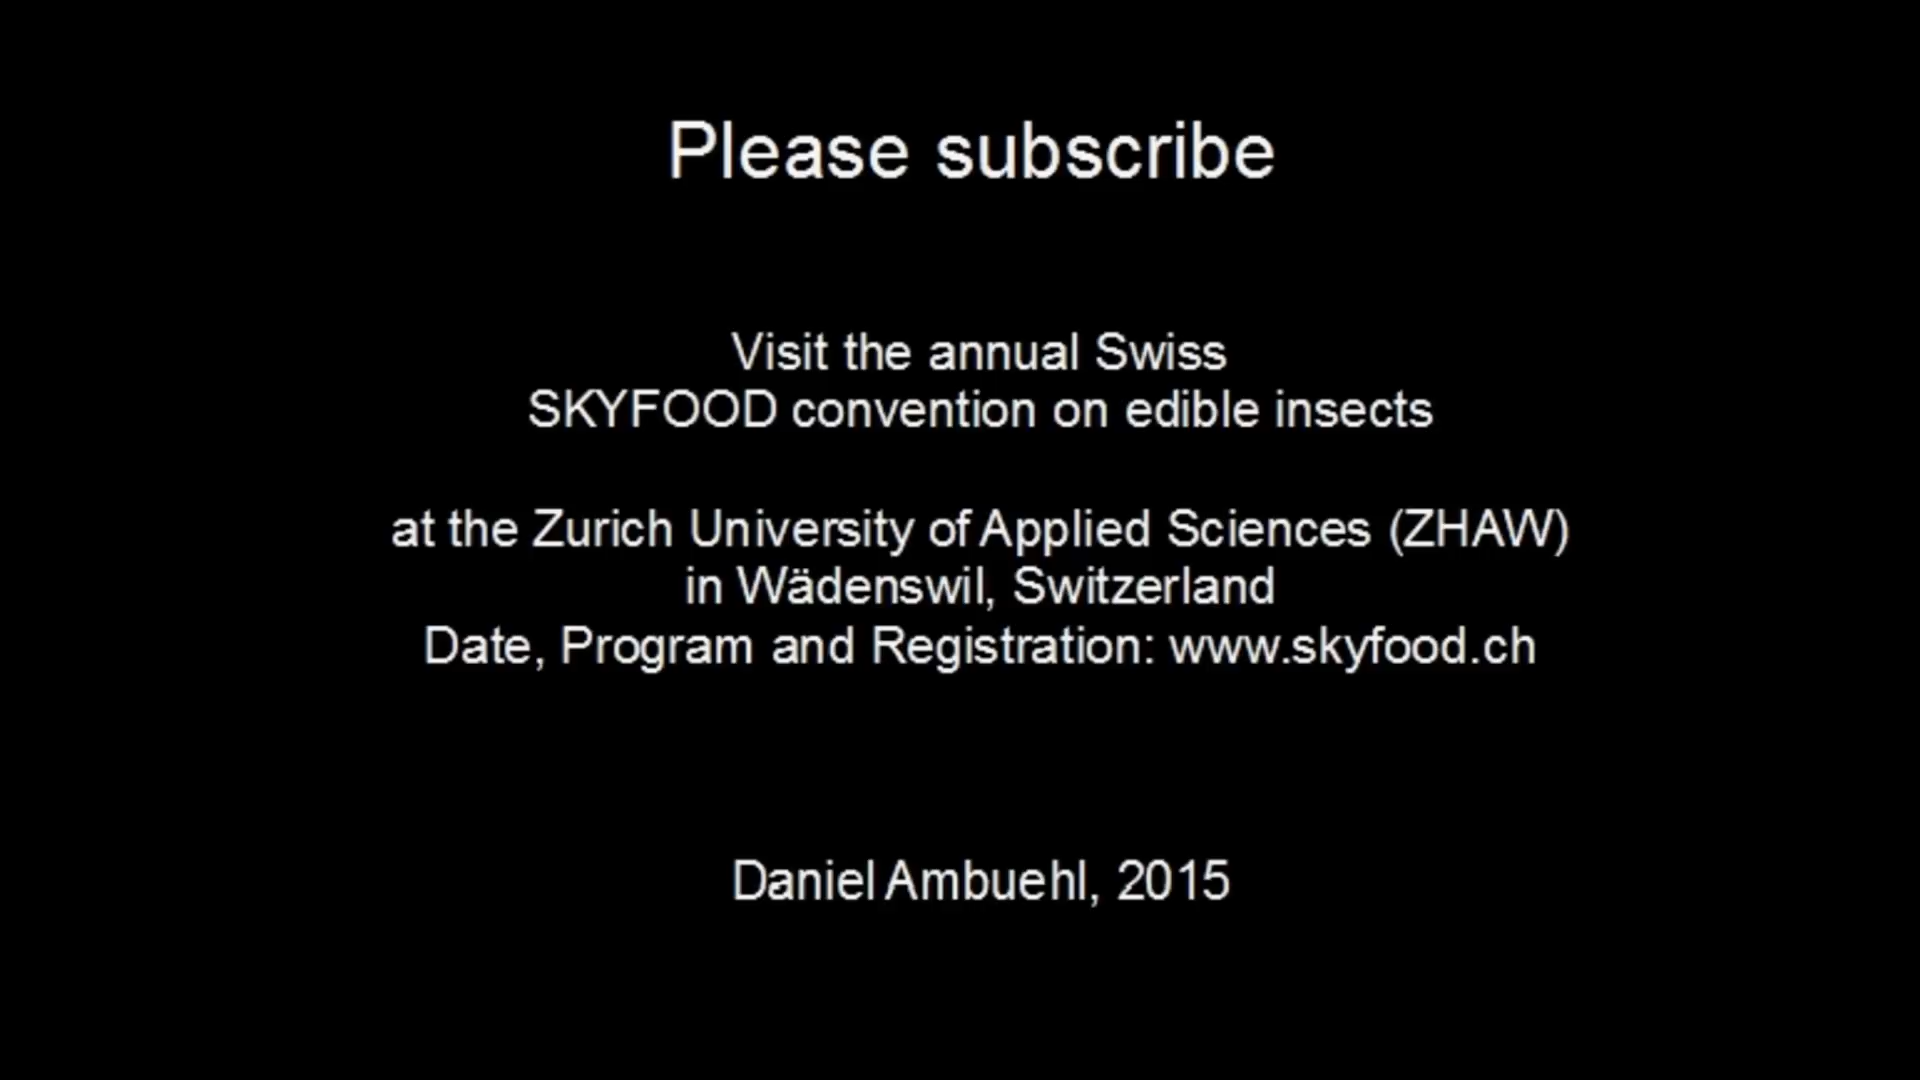 Please subscribe
Visit the annual Swiss
SKYFOOD convention on edible insects
at the Zurich University of Applied Sciences (ZHAW)
in Wädenswil, Switzerland
Date, Program and Registration: www.skyfood.ch
Daniel Ambuehl, 2015